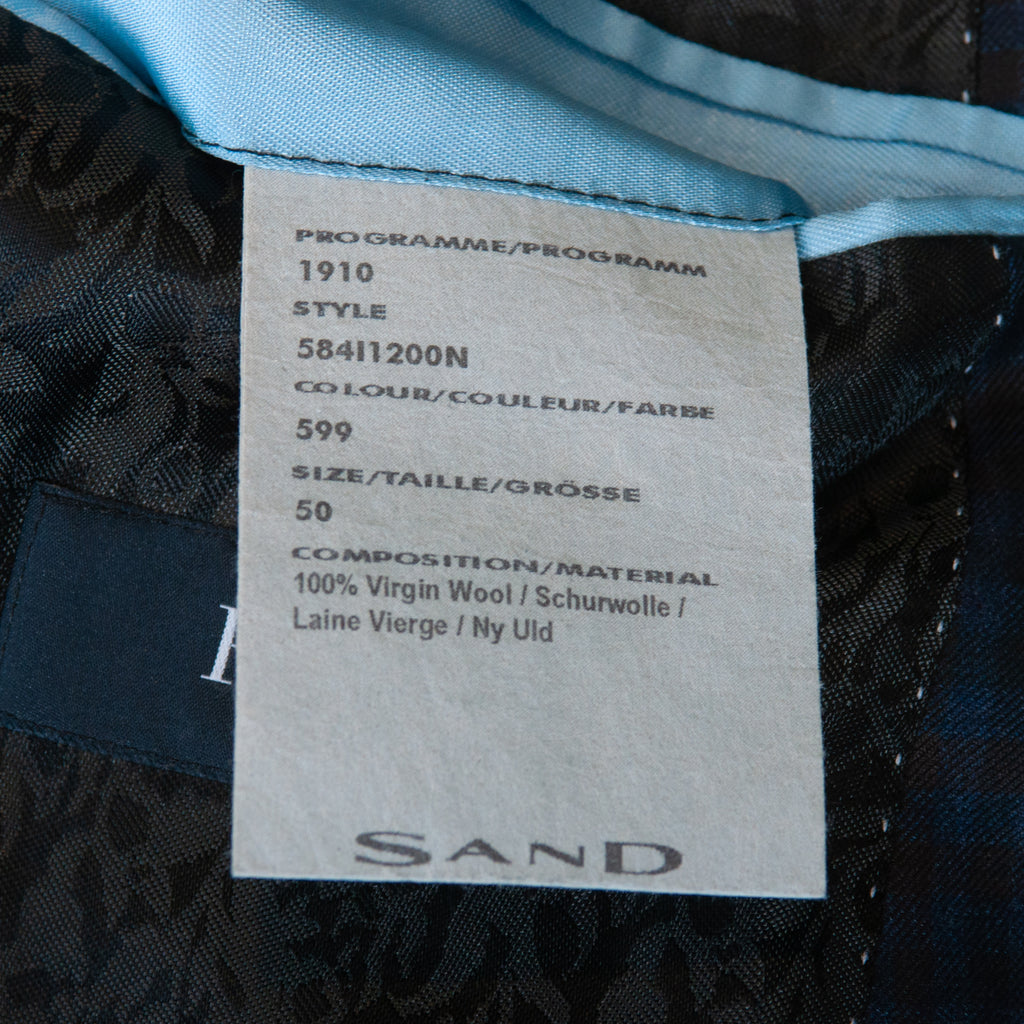 PROGRAMME/PROGRAMM
1910
STYLE
584I1200N
COLOUR/COULEUR/FARBE
599
SIZE/TAILLE/GRÖSSE
50
COMPOSITION/MATERIAL
100% Virgin Wool / Schurwolle /
Laine Vierge / Ny Uld
SAND